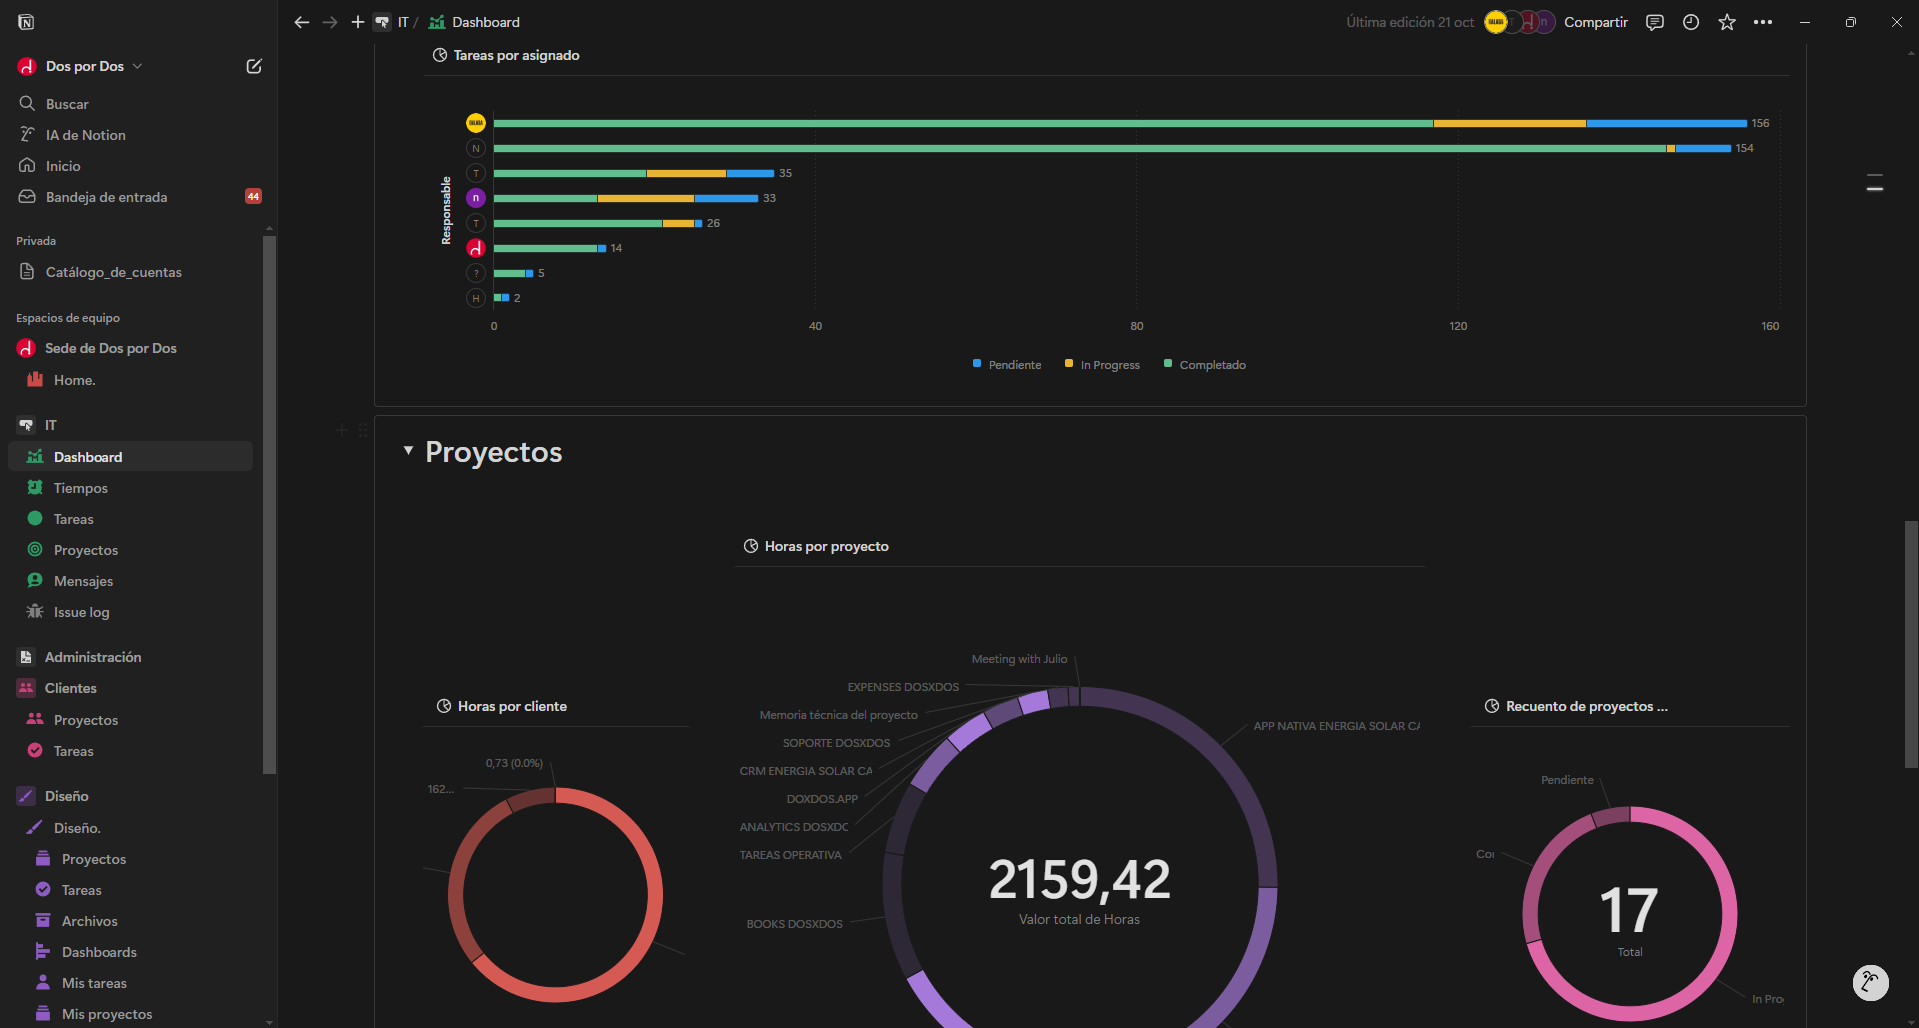 IT / Dashboard
Última edición 21 oct
Compartir
Dos por Dos
Buscar
IA de Notion
Inicio
Bandeja de entrada
44
Privada
Catálogo_de_cuentas
Espacios de equipo
Sede de Dos por Dos
Home.
IT
Dashboard
Tiempos
Tareas
Proyectos
Mensajes
Issue log
Administración
Clientes
Proyectos
Tareas
Diseño
Diseño.
Proyectos
Tareas
Archivos
Dashboards
Mis tareas
Mis proyectos
Tareas por asignado
Responsable
156
N
154
T
35
n
33
T
26
14
?
5
H
2
0
40
80
120
160
Pendiente
In Progress
Completado
Proyectos
Horas por cliente
0,73 (0.0%)
162...
Horas por proyecto
Meeting with Julio
EXPENSES DOSXDOS
Memoria técnica del proyecto
SOPORTE DOSXDOS
CRM ENERGIA SOLAR CA
DOXDOS.APP
ANALYTICS DOSXDC
TAREAS OPERATIVA
BOOKS DOSXDOS
APP NATIVA ENERGIA SOLAR CA
2159,42
Valor total de Horas
Recuento de proyectos ...
Pendiente
Coi
In Pro
17
Total